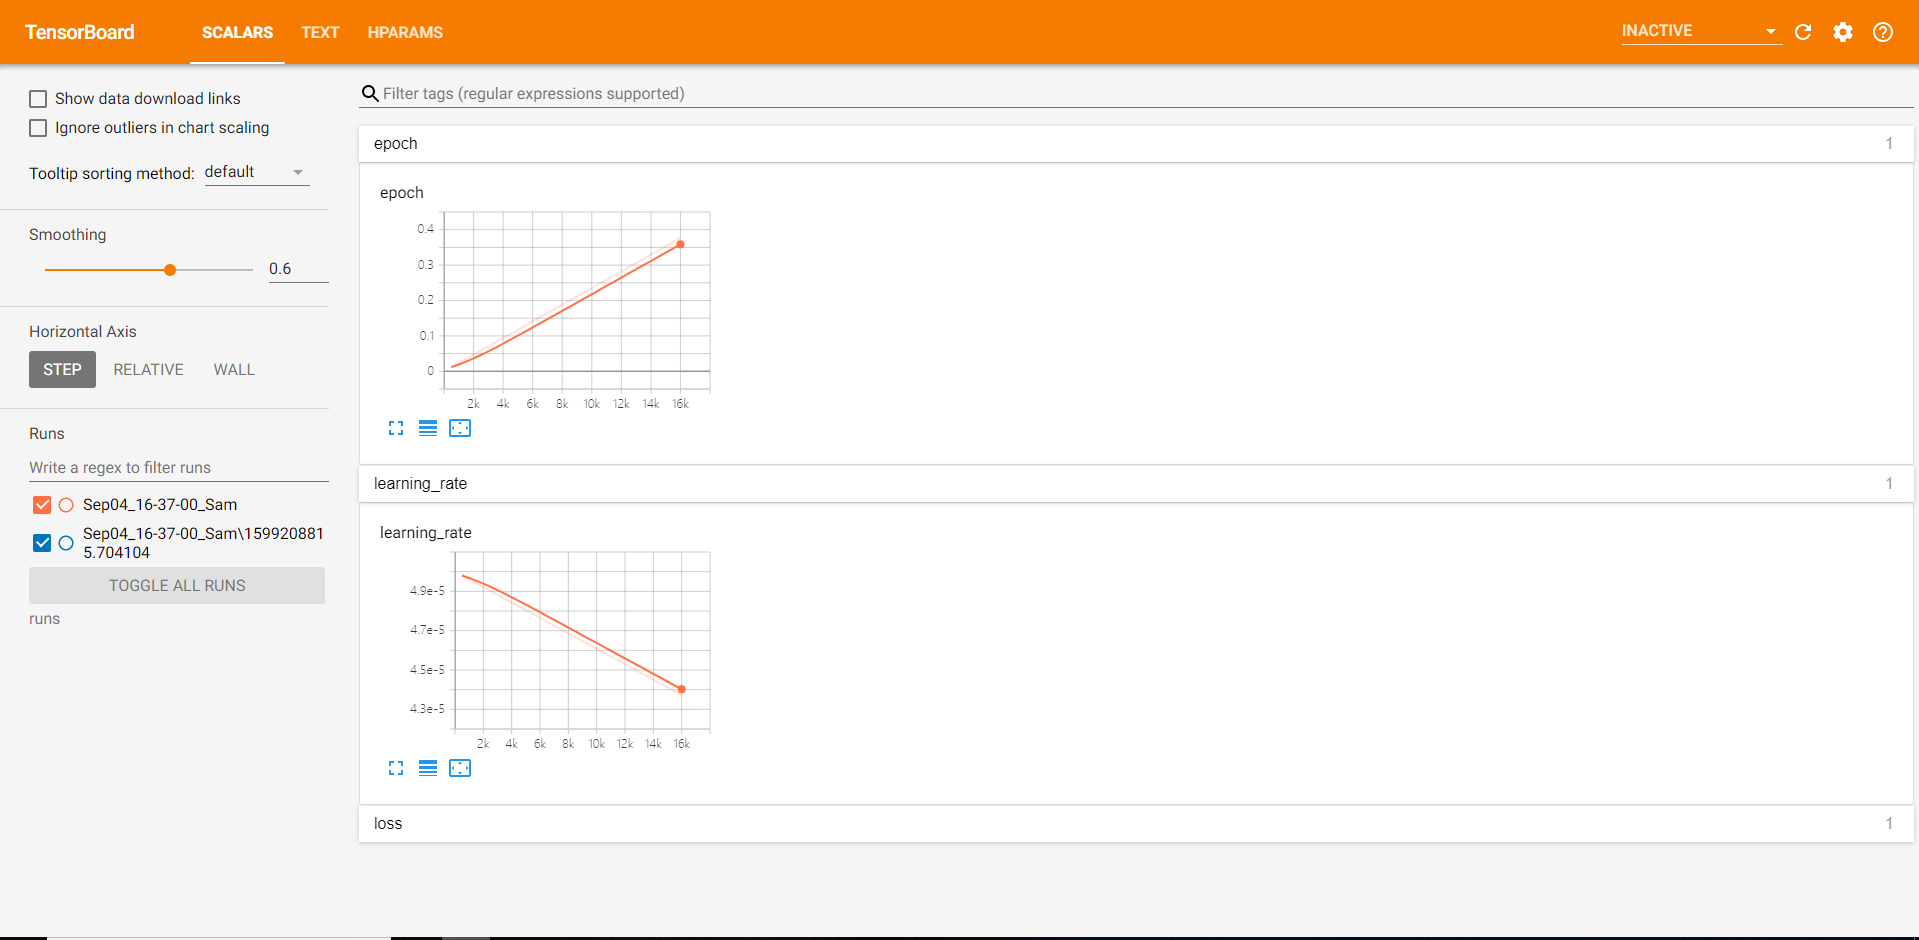 TensorBoard SCALARS TEXT HPARAMS INACTIVE
Show data download links
Ignore outliers in chart scaling
Tooltip sorting method: default
Smoothing
0.6
Horizontal Axis
STEP RELATIVE WALL
Runs
Write a regex to filter runs
Sep04_16-37-00_Sam
Sep04_16-37-00_Sam\159920881
5.704104
TOGGLE ALL RUNS
runs
Filter tags (regular expressions supported)
epoch 1
epoch
0.4
0.3
0.2
0.1
0
2k 4k 6k 8k 10k 12k 14k 16k
learning_rate 1
learning_rate
4.9e-5
4.7e-5
4.5e-5
4.3e-5
2k 4k 6k 8k 10k 12k 14k 16k
loss 1